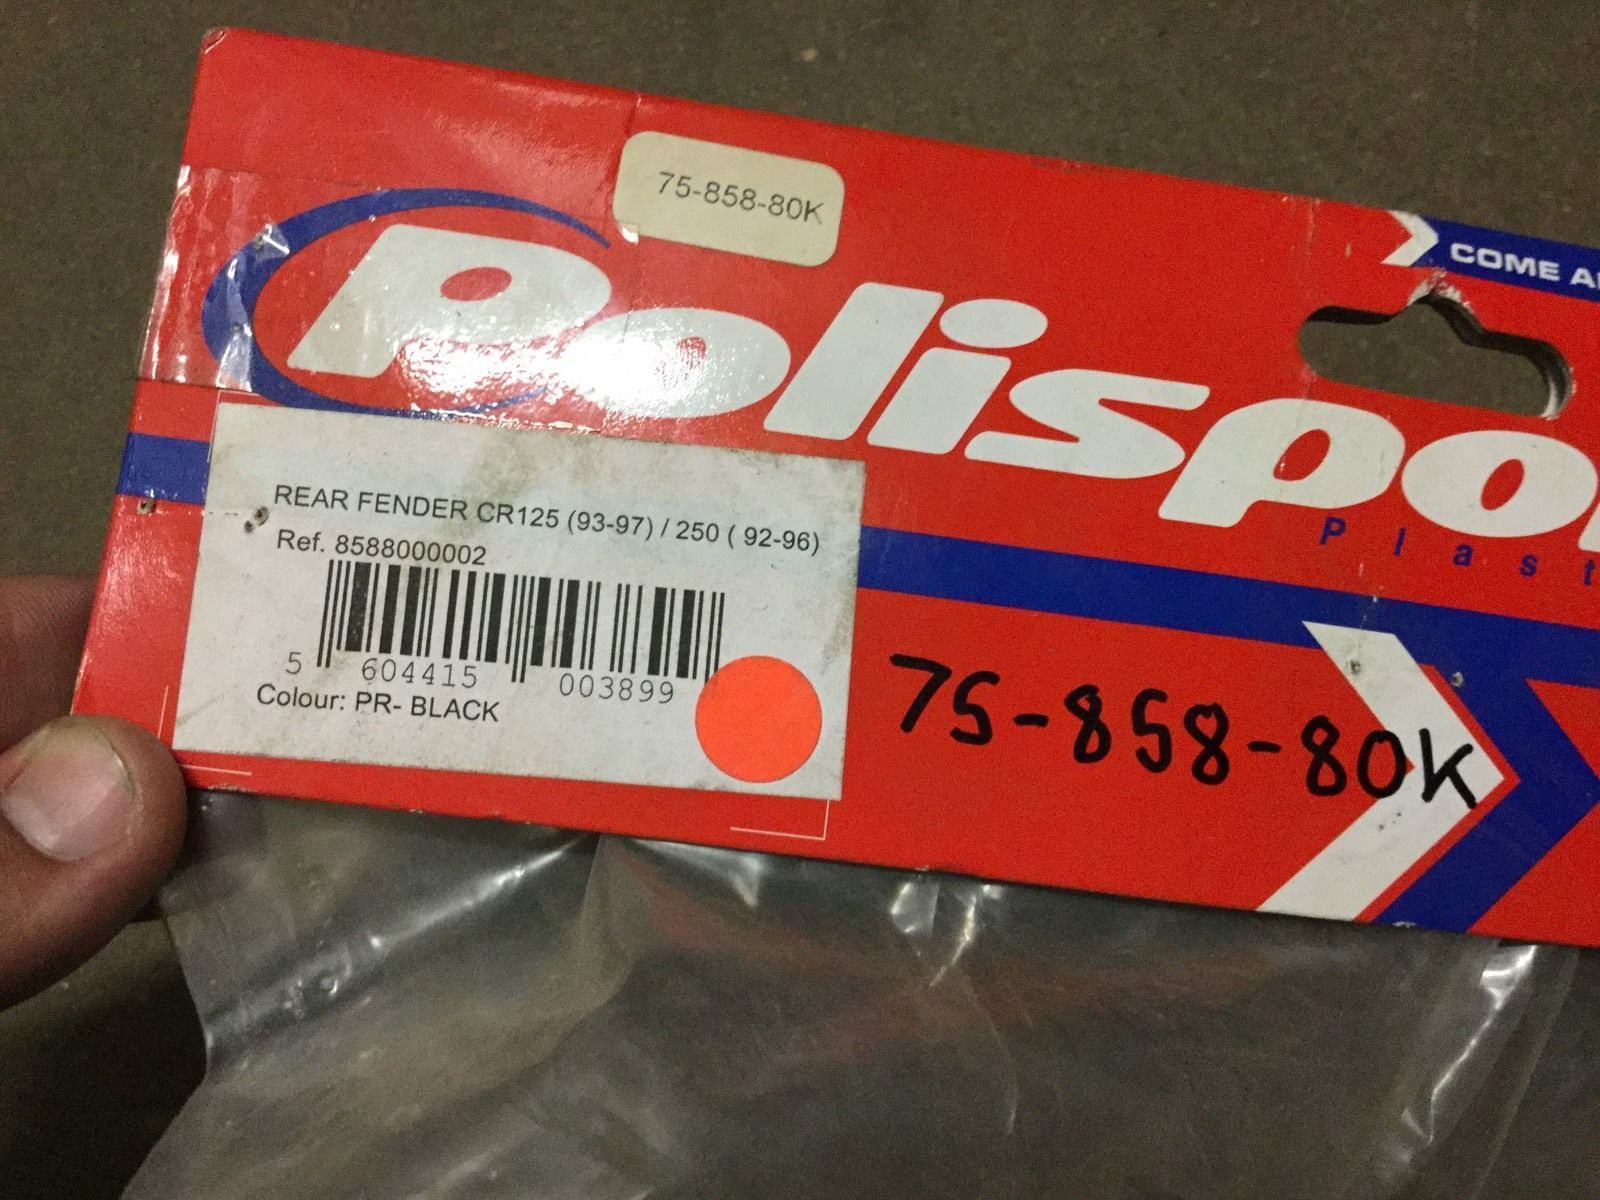 75-858-80K
COME
Polispo
Plast
REAR FENDER CR125 (93-97) / 250 ( 92-96)
Ref. 8588000002
5 604415 003899
Colour: PR- BLACK
75-858-80K